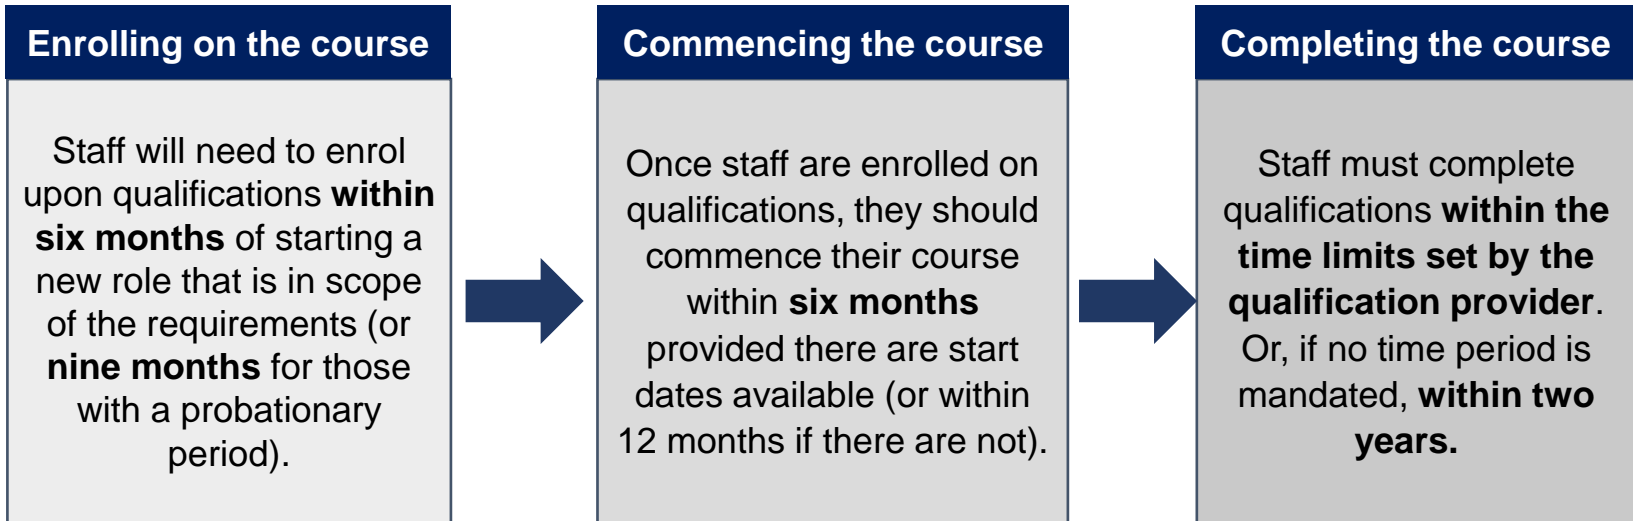 Enrolling on the course
Staff will need to enrol
upon qualifications within
six months of starting a
new role that is in scope
of the requirements (or
nine months for those
with a probationary
period).
Commencing the course
Once staff are enrolled on
qualifications, they should
commence their course
within six months
provided there are start
dates available (or within
12 months if there are not).
Completing the course
Staff must complete
qualifications within the
time limits set by the
qualification provider.
Or, if no time period is
mandated, within two
years.